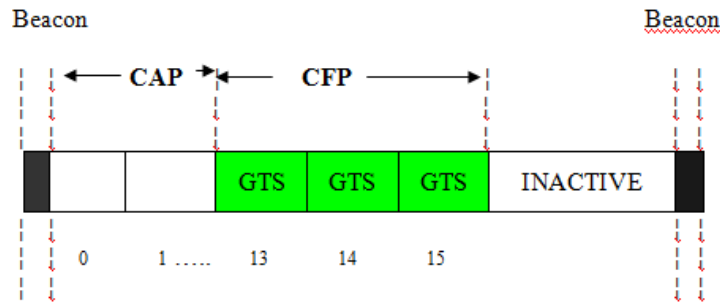 Beacon Beacon
CAP CFP
GTS GTS GTS INACTIVE
0 1 ..... 13 14 15